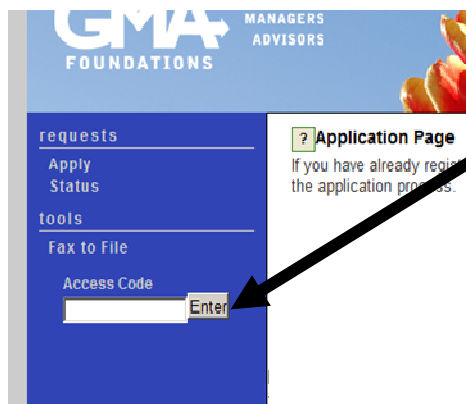 GMA
MANAGERS
ADVISORS
FOUNDATIONS
requests
Apply
Status
tools
Fax to File
Access Code
Enter
? Application Page
If you have already
the application process.